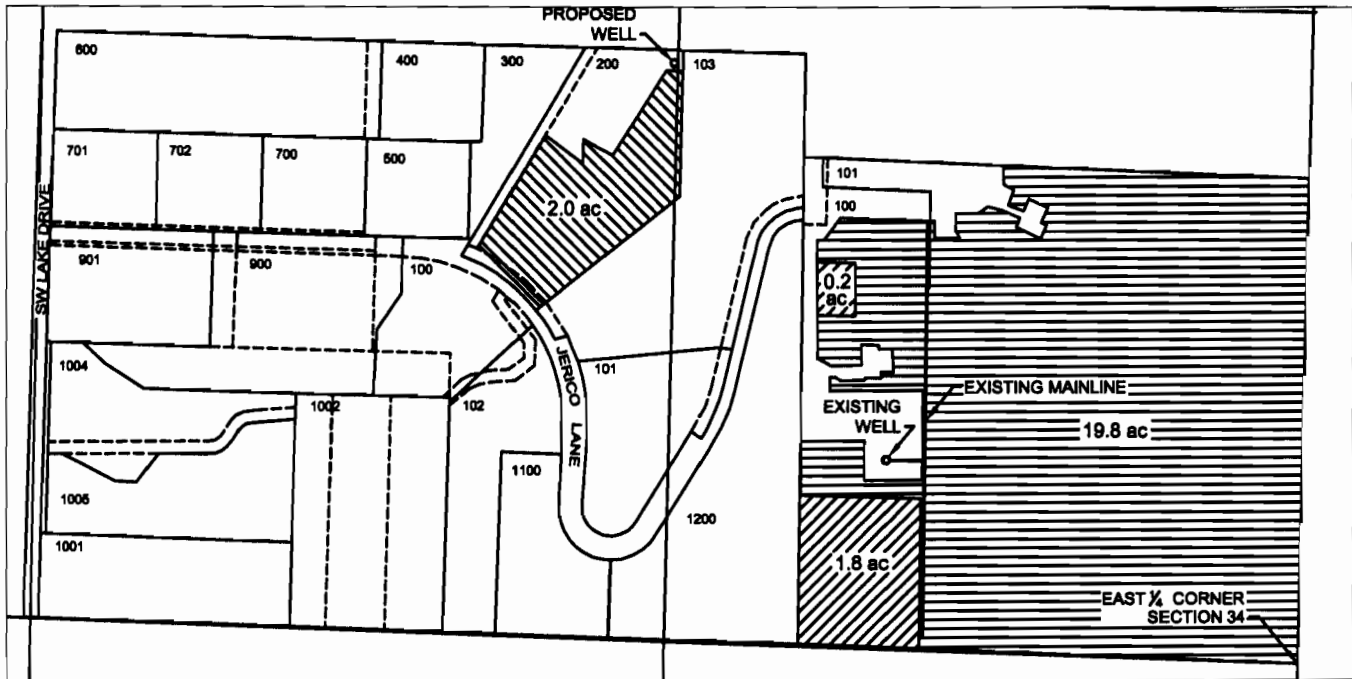 PROPOSED
WELL
600
400
300
200
103
701
702
700
500
2.0 ac
101
100
SW LAKE DRIVE
901
900
100
0.2
ac
1004
JERICO LANE
101
1002
102
EXISTING MAINLINE
EXISTING
WELL
19.8 ac
1100
1005
1200
1001
1.8 ac
EAST ¼ CORNER
SECTION 34